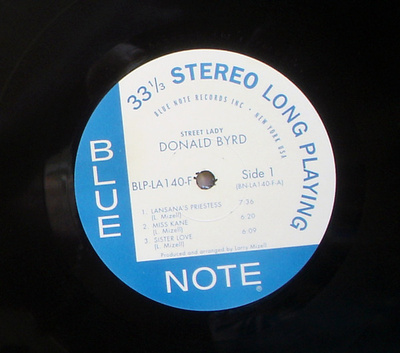 33 1/3 STEREO LONG PLAYING
BLUE NOTE RECORDS INC • NEW YORK USA
STREET LADY
DONALD BYRD
BLP-LA140-F
Side 1
(BN-LA140-F-A)
1. LANSANA'S PRIESTESS 7:36
(L. Mizell)
2. MISS KANE 6:20
(L. Mizell)
3. SISTER LOVE 6:09
(L. Mizell)
Produced and arranged by Larry Mizell
BLUE
NOTE
®